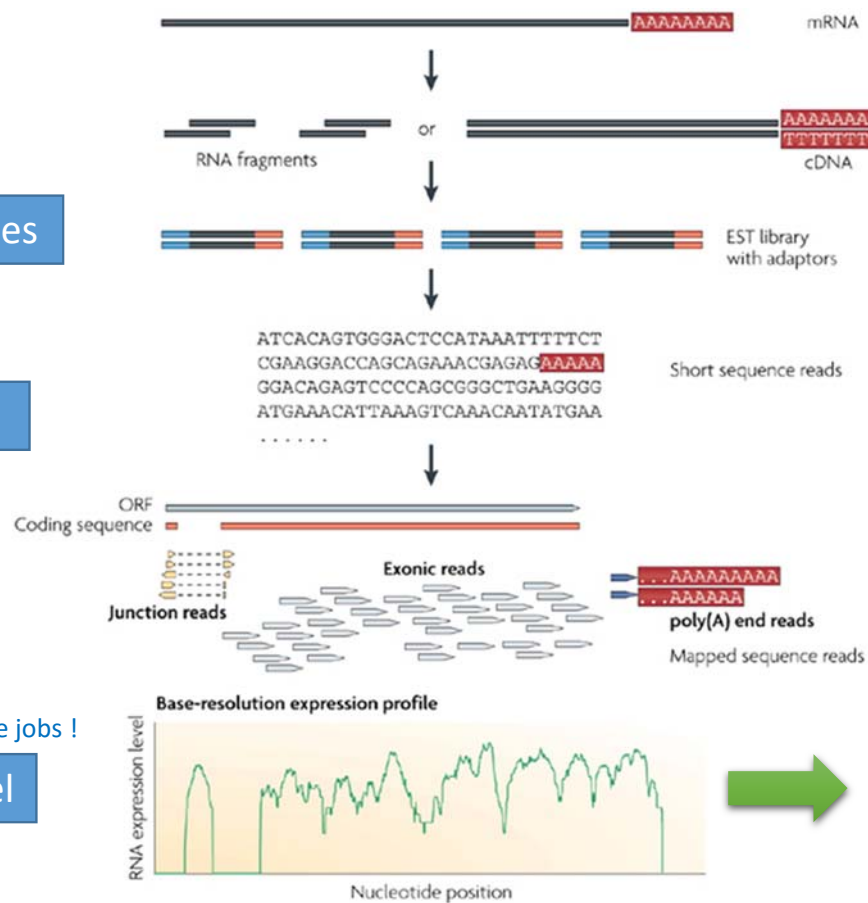 AAAAAAAA
mRNA
or
AAAAAAA
TTTTTTT
RNA fragments
cDNA
es
EST library
with adaptors
ATCACAGTGGGACTCCATAAATTTTTCT
CGAAGGACCAGCAGAAACGAGAGAAAAA
GGACAGAGTCCCCAGCGGGCTGAAGGGG
ATGAAACATTAAAGTCAAACAATATGAA
......
Short sequence reads
ORF
Coding sequence
Junction reads
Exonic reads
...AAAAAAAAA
...AAAAAA
poly(A) end reads
Mapped sequence reads
Base-resolution expression profile
e jobs !
el
RNA expression level
Nucleotide position